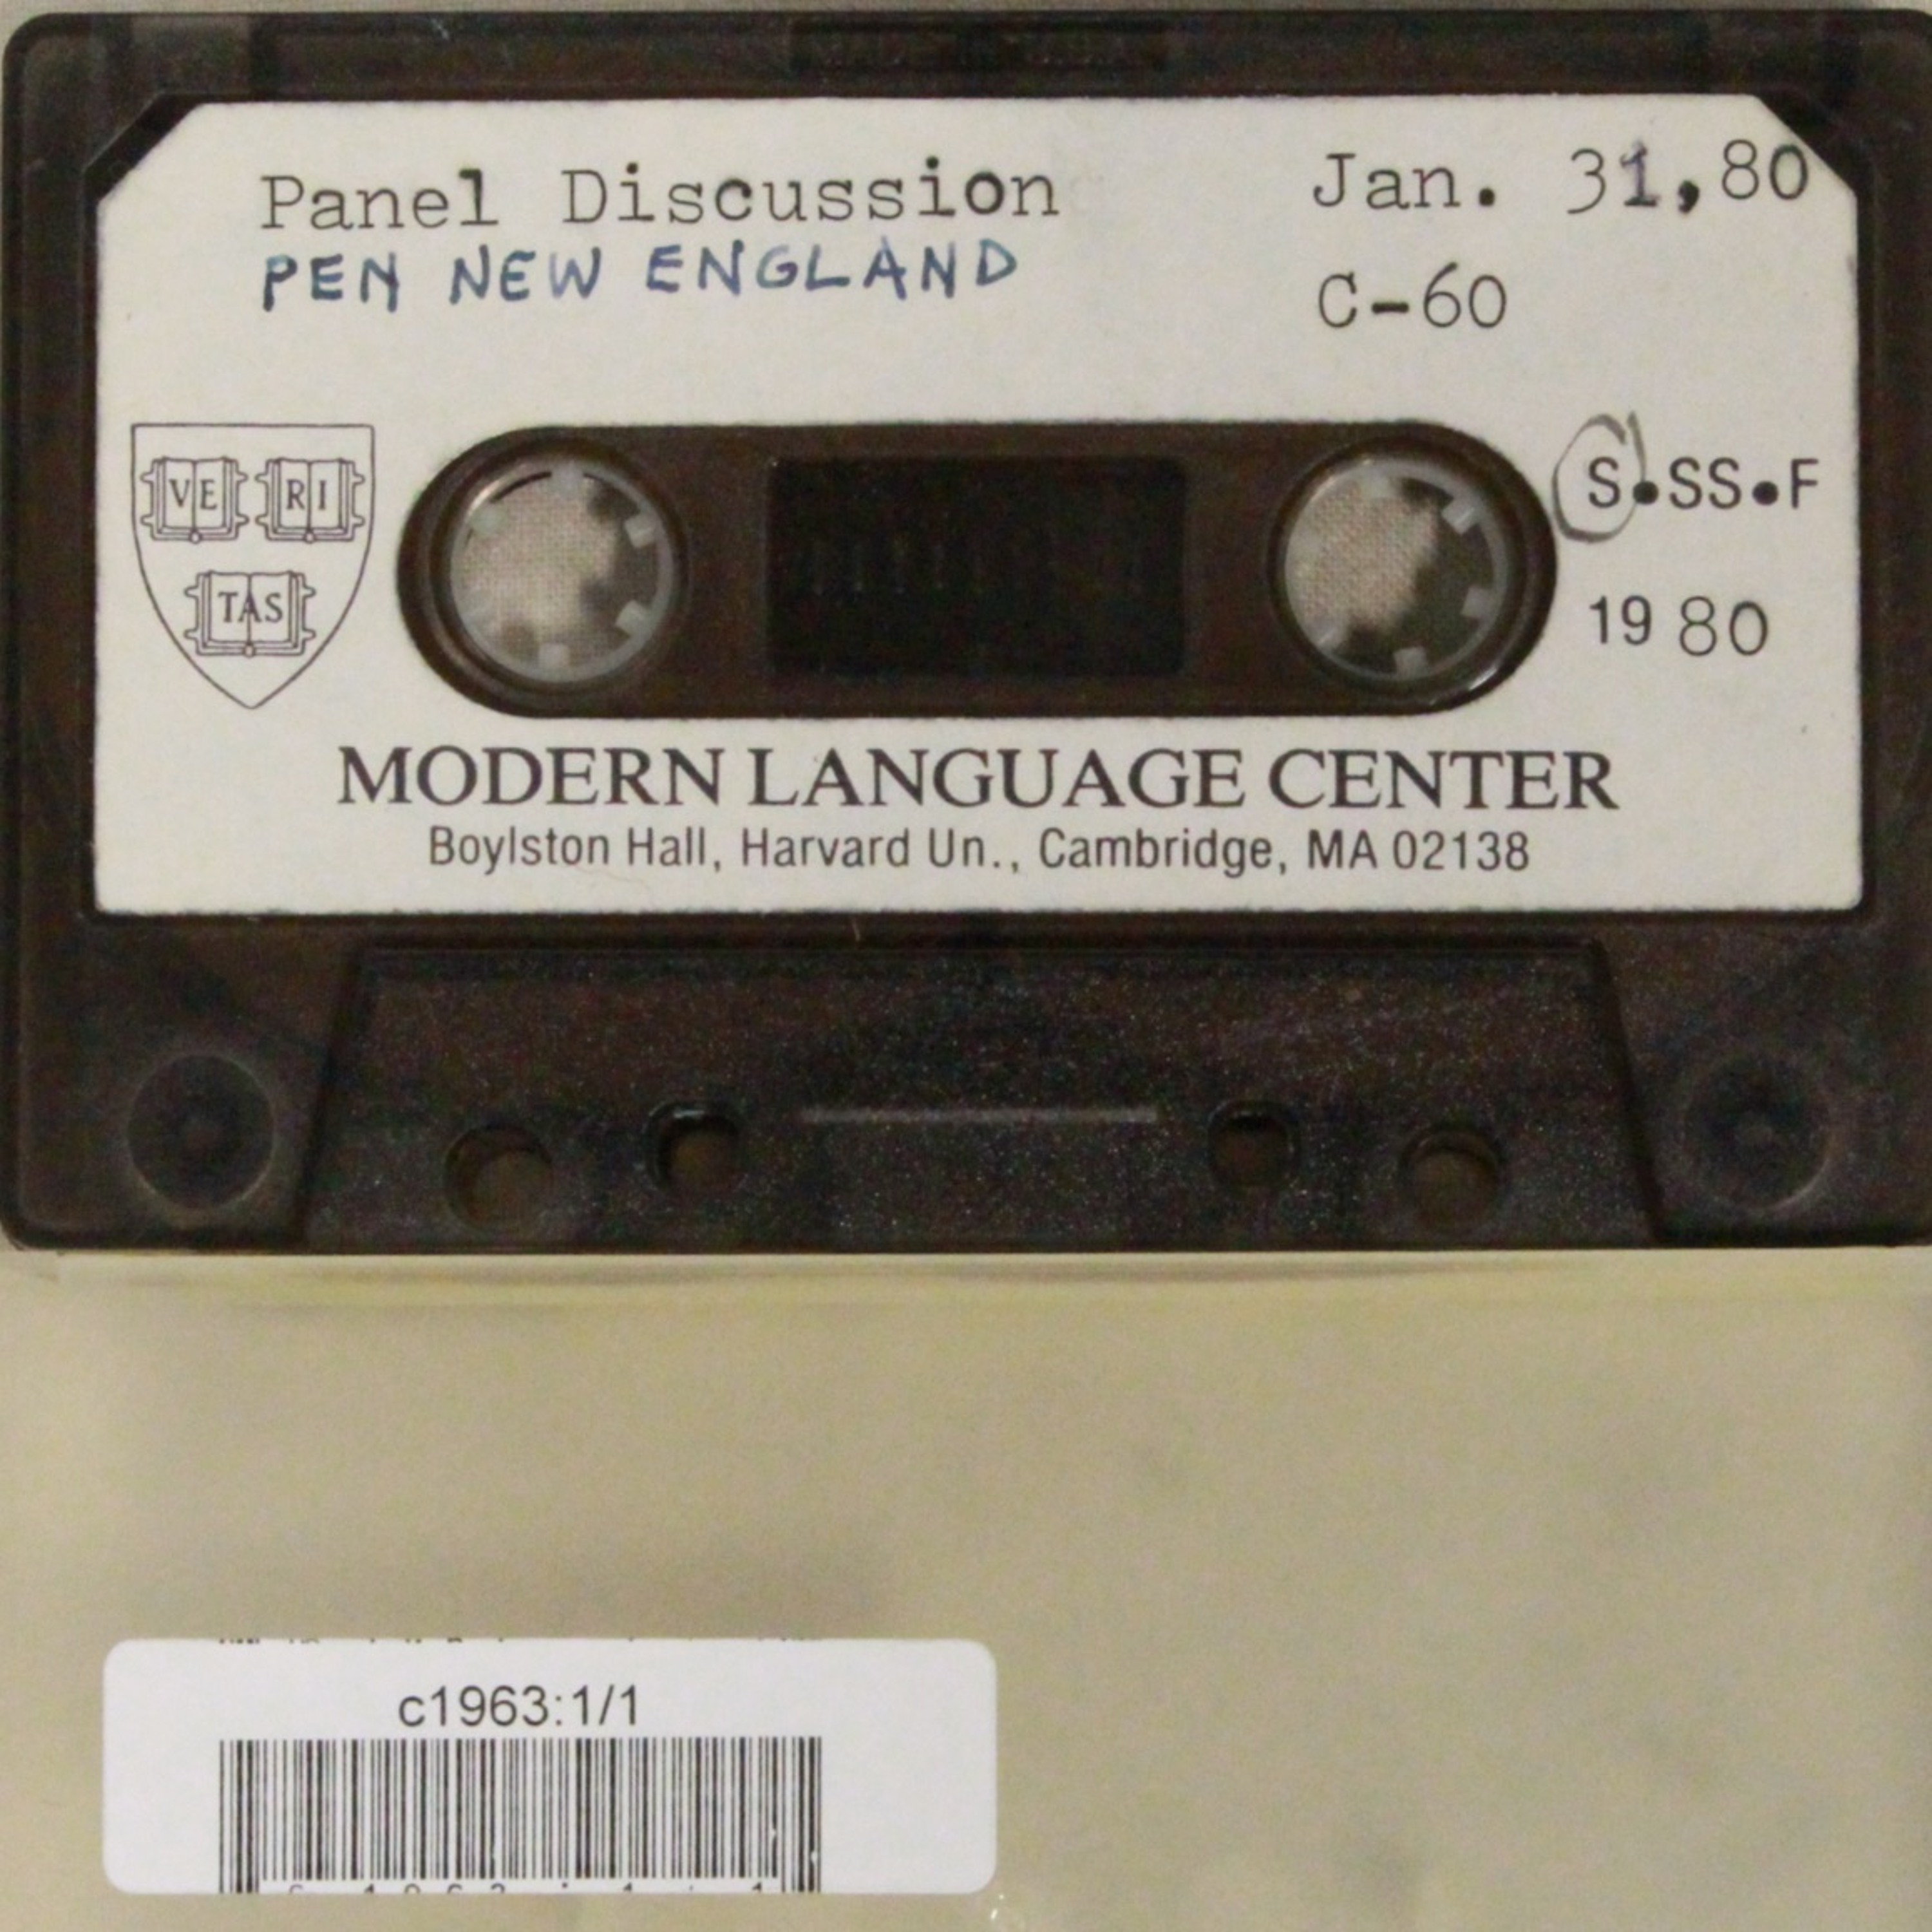 Panel Discussion Jan. 31,80
PEN NEW ENGLAND C-60
VE RI
TAS
S.SS.F
1980
MODERN LANGUAGE CENTER
Boylston Hall, Harvard Un., Cambridge, MA 02138
c1963:1/1